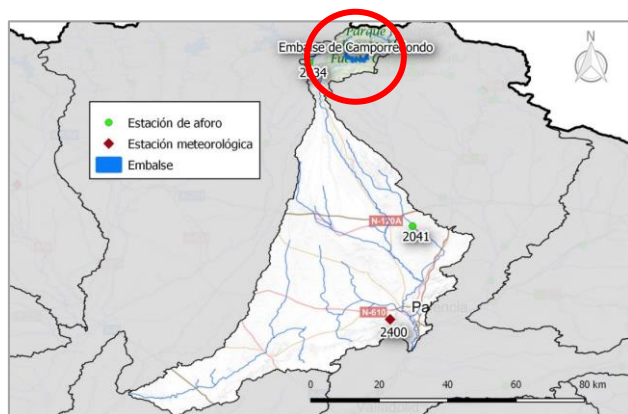 Parque
Embalse de Camporredondo
Fuente
2034
N
Estación de aforo
Estación meteorológica
Embalse
N-120A
2041
N-610
Palencia
2400
0 20 40 60 80 km
Valladolid